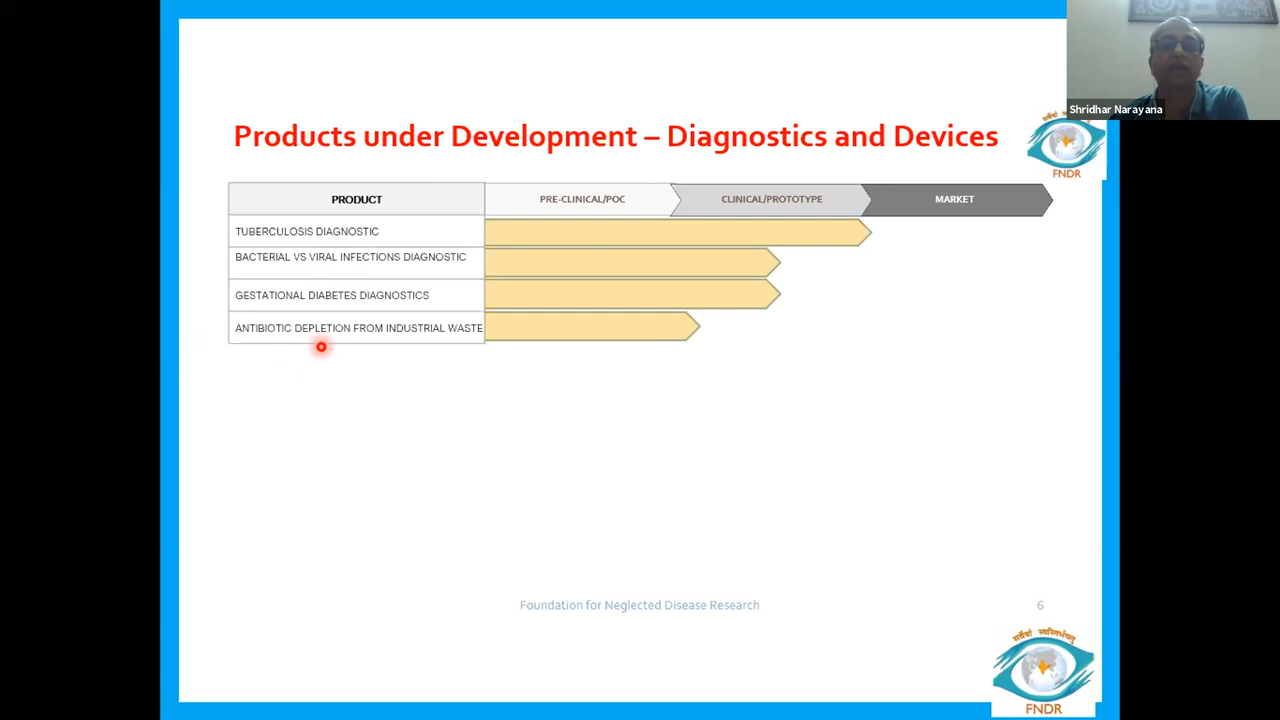 Shridhar Narayana
Products under Development – Diagnostics and Devices
FNDR
PRODUCT
PRE-CLINICAL/POC
CLINICAL/PROTOTYPE
MARKET
TUBERCULOSIS DIAGNOSTIC
BACTERIAL VS VIRAL INFECTIONS DIAGNOSTIC
GESTATIONAL DIABETES DIAGNOSTICS
ANTIBIOTIC DEPLETION FROM INDUSTRIAL WASTE
Foundation for Neglected Disease Research
6
FNDR